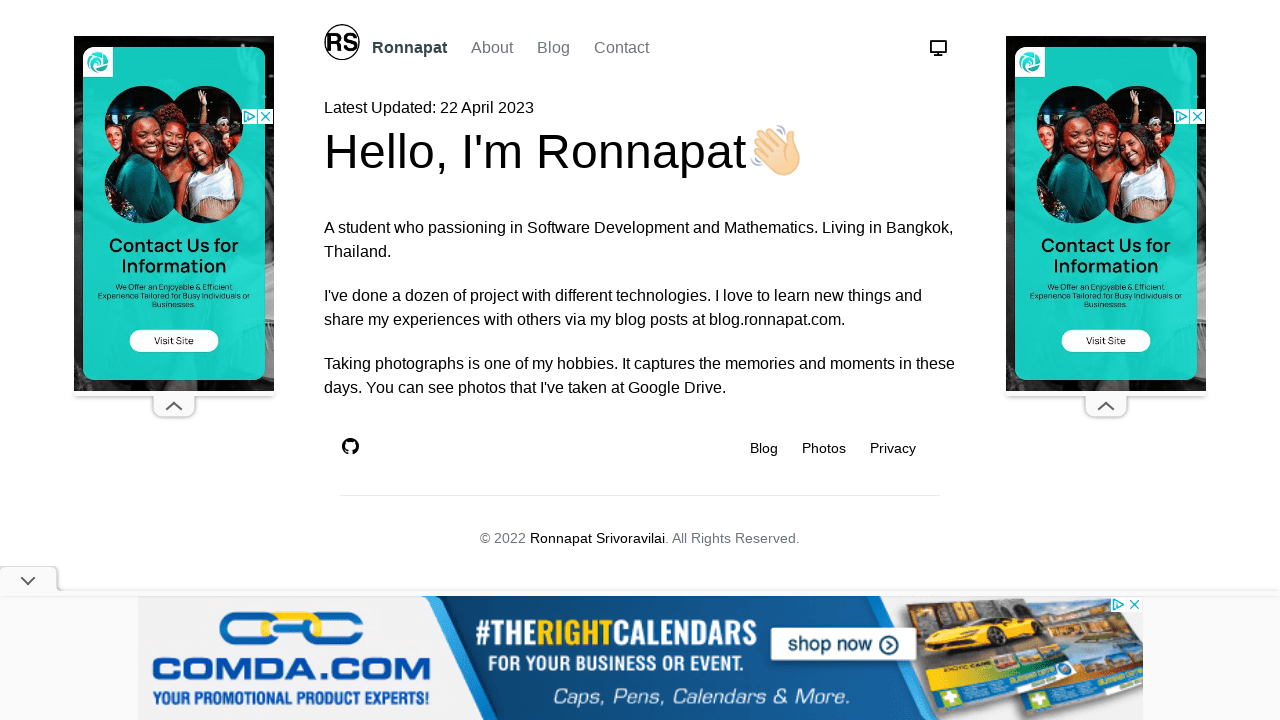 RS
Ronnapat
About
Blog
Contact
Latest Updated: 22 April 2023
Hello, I'm Ronnapat
A student who passioning in Software Development and Mathematics. Living in Bangkok,
Thailand.
I've done a dozen of project with different technologies. I love to learn new things and
share my experiences with others via my blog posts at blog.ronnapat.com.
Taking photographs is one of my hobbies. It captures the memories and moments in these
days. You can see photos that I've taken at Google Drive.
Blog
Photos
Privacy
© 2022 Ronnapat Srivoravilai. All Rights Reserved.
Contact Us for
Information
We Offer an Enjoyable & Efficient
Experience Tailored for Busy Individuals or
Businesses
Visit Site
Contact Us for
Information
We Offer an Enjoyable & Efficient
Experience Tailored for Busy Individuals or
Businesses
Visit Site
COMDA.COM
YOUR PROMOTIONAL PRODUCT EXPERTS!
#THERIGHTCALENDARS
FOR YOUR BUSINESS OR EVENT.
Caps, Pens, Calendars & More.
shop now